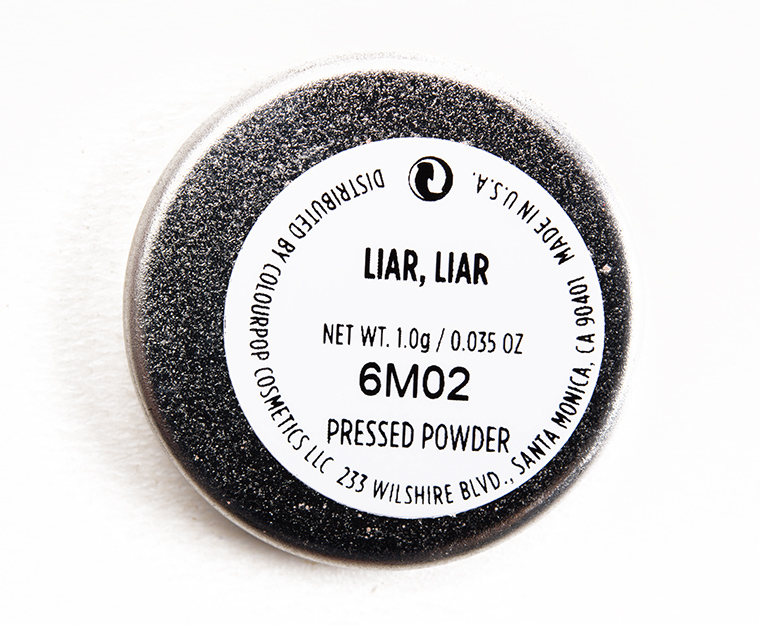 LIAR, LIAR
NET WT. 1.0g / 0.035 OZ
6M02
PRESSED POWDER
DISTRIBUTED BY COLOURPOP COSMETICS LLC 233 WILSHIRE BLVD., SANTA MONICA, CA 90401 MADE IN U.S.A.